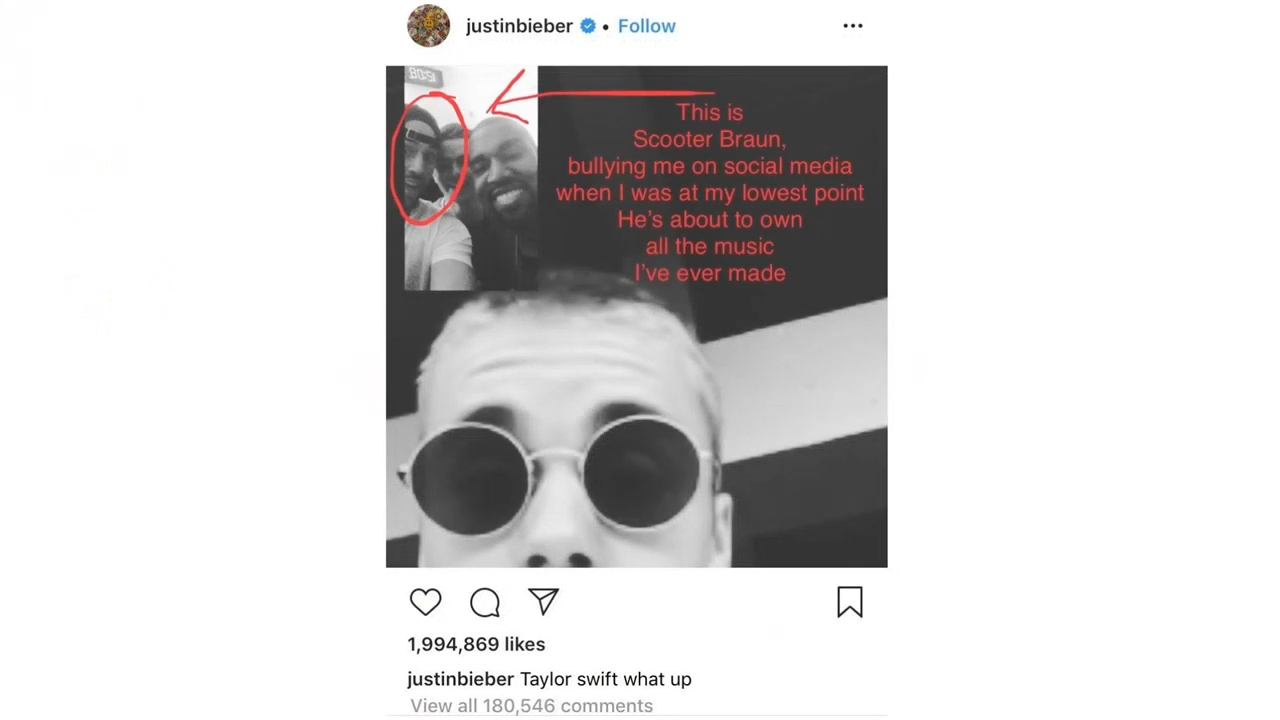 justinbieber • Follow
This is
Scooter Braun,
bullying me on social media
when I was at my lowest point
He's about to own
all the music
I've ever made
1,994,869 likes
justinbieber Taylor swift what up
View all 180,546 comments